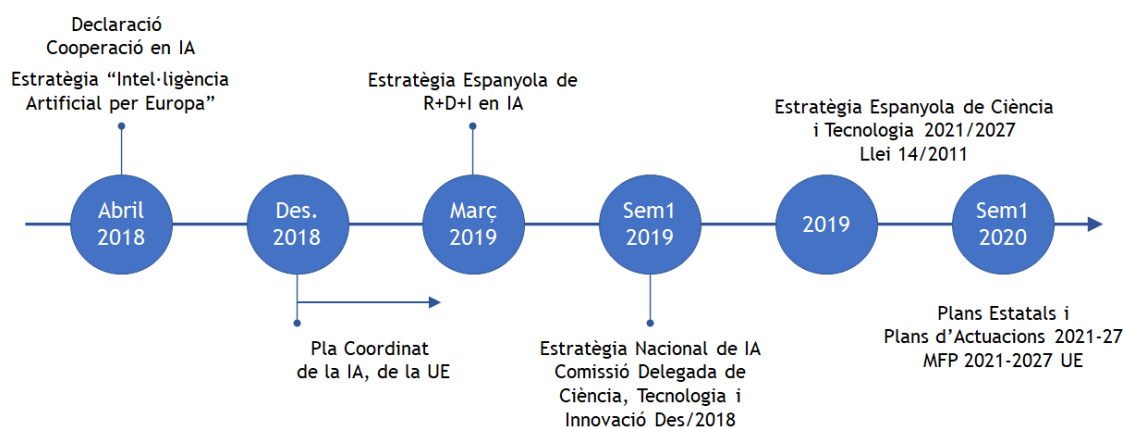 Declaració
Cooperació en IA
Estratègia “Intel·ligència
Artificial per Europa”
Abril
2018
Des.
2018
Pla Coordinat
de la IA, de la UE
Estratègia Espanyola de
R+D+I en IA
Març
2019
Sem1
2019
Estratègia Nacional de IA
Comissió Delegada de
Ciència, Tecnologia i
Innovació Des/2018
Estratègia Espanyola de Ciència
i Tecnologia 2021/2027
Llei 14/2011
2019
Sem1
2020
Plans Estatals i
Plans d’Actuacions 2021-27
MFP 2021-2027 UE